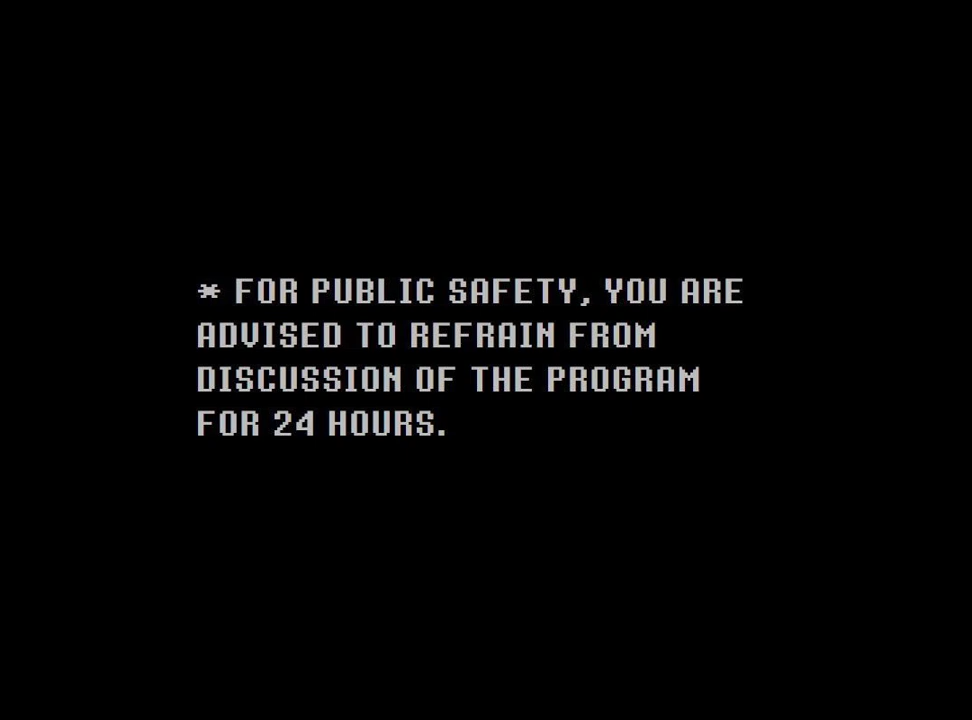 * FOR PUBLIC SAFETY, YOU ARE
ADVISED TO REFRAIN FROM
DISCUSSION OF THE PROGRAM
FOR 24 HOURS.